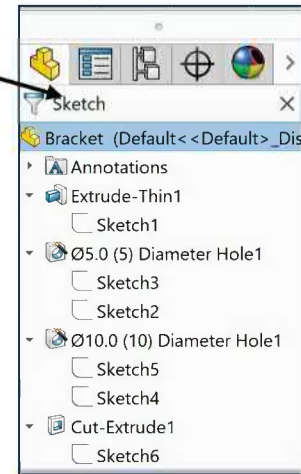 Sketch
Bracket (Default<<Default>_Dis
Annotations
Extrude-Thin1
Sketch1
Ø5.0 (5) Diameter Hole1
Sketch3
Sketch2
Ø10.0 (10) Diameter Hole1
Sketch5
Sketch4
Cut-Extrude1
Sketch6